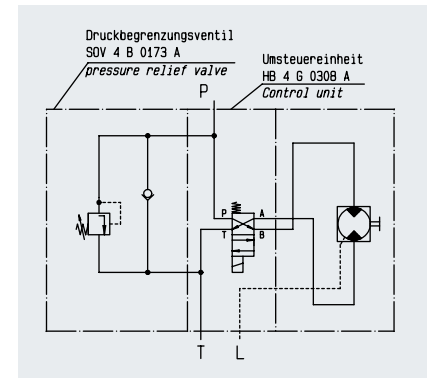 Druckbegrenzungsventil
SOV 4 B 0173 A
pressure relief valve
Umsteuereinheit
HB 4 G 0308 A
Control unit
P
P A
T B
T L